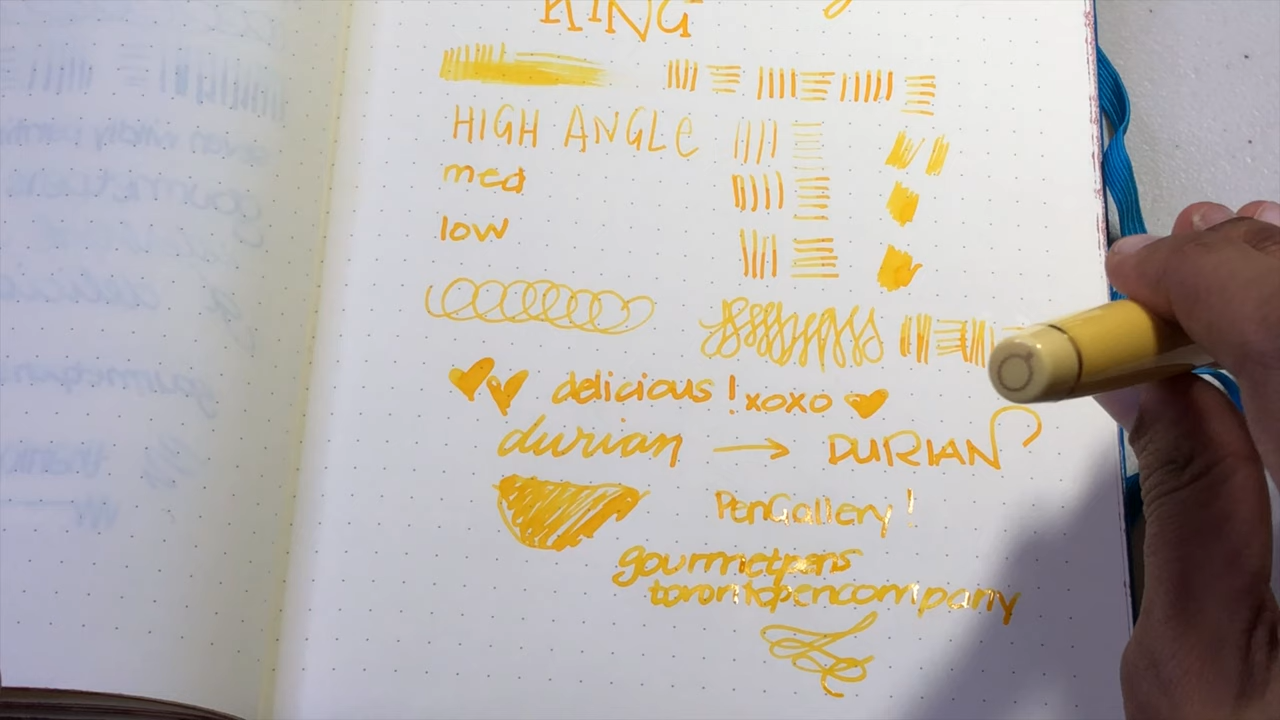 KING
HIGH ANGLE
med
low
delicious ! xoxo
durian → DURIAN
PenGallery!
gourmetpens
torontopencompany